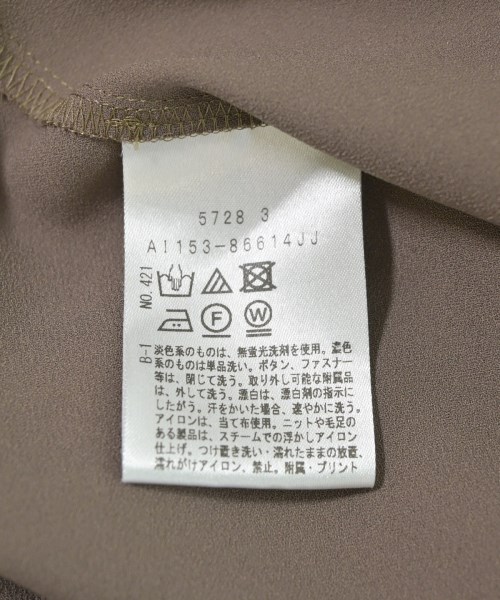 5728 3
AI153-86614JJ
NO.421
F
W
B-1
淡色系のものは、無蛍光洗剤を使用。濃色
系のものは単品洗い。ボタン、ファスナー
等は、閉じて洗う。取り外し可能な附属品
は、外して洗う。漂白は、漂白剤の指示に
したがう。汗をかいた場合、速やかに洗う。
アイロンは、当て布使用。ニットや毛足の
ある製品は、スチームでの浮かしアイロン
仕上げ。つけ置き洗い・濡れたままの放置、
濡れがけアイロン、禁止。附属・プリント